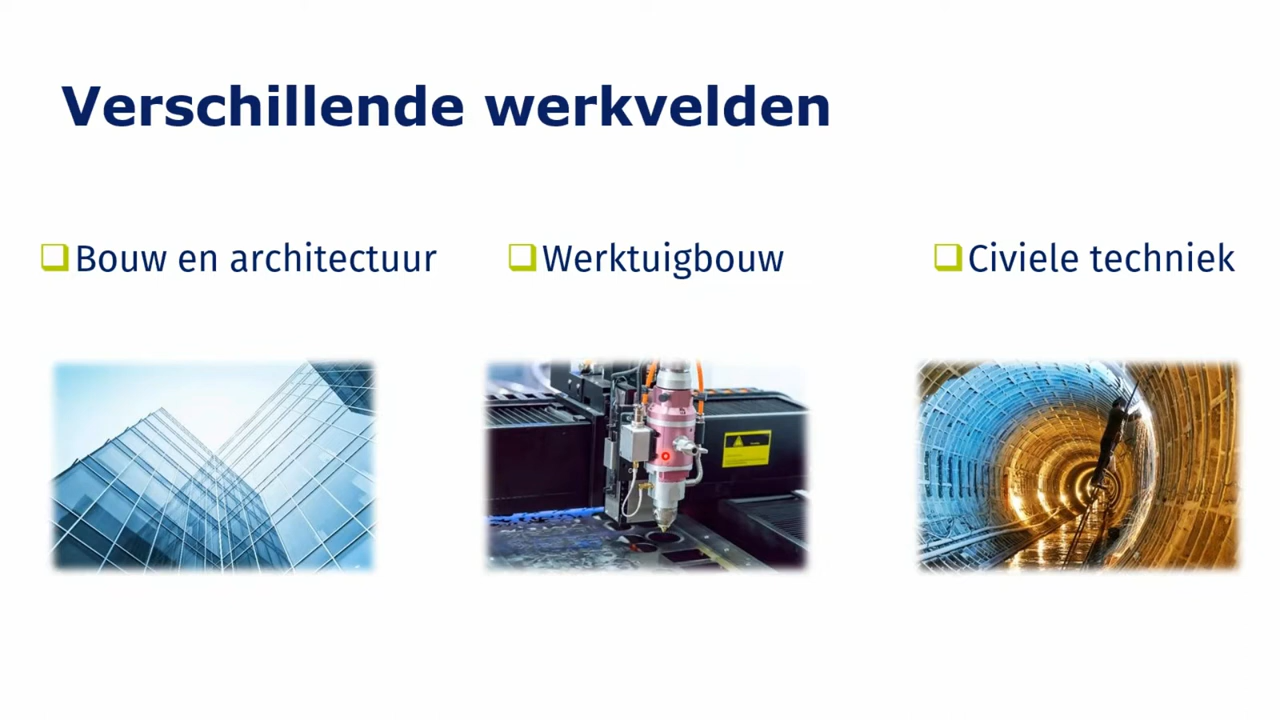 Verschillende werkvelden
Bouw en architectuur
Werktuigbouw
Civiele techniek